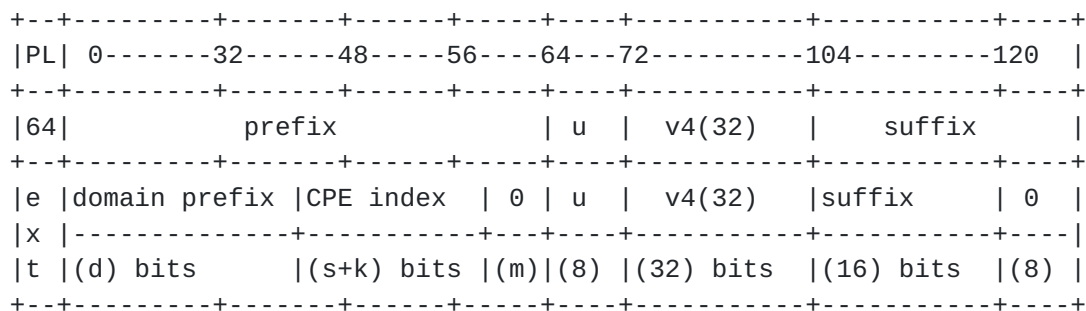 +--+---------+-------+------+-----+----+-----------+-----------+----+
|PL| 0-------32------48-----56----64---72----------104---------120 |
+--+---------+-------+------+-----+----+-----------+-----------+----+
|64| prefix | u | v4(32) | suffix |
+--+---------+-------+------+-----+----+-----------+-----------+----+
|e |domain prefix |CPE index | 0 | u | v4(32) |suffix | 0 |
|x |--------------+-----------+---+----+-----------+-----------+----|
|t |(d) bits |(s+k) bits |(m)|(8) |(32) bits |(16) bits |(8) |
+--+---------+-------+------+-----+----+-----------+-----------+----+